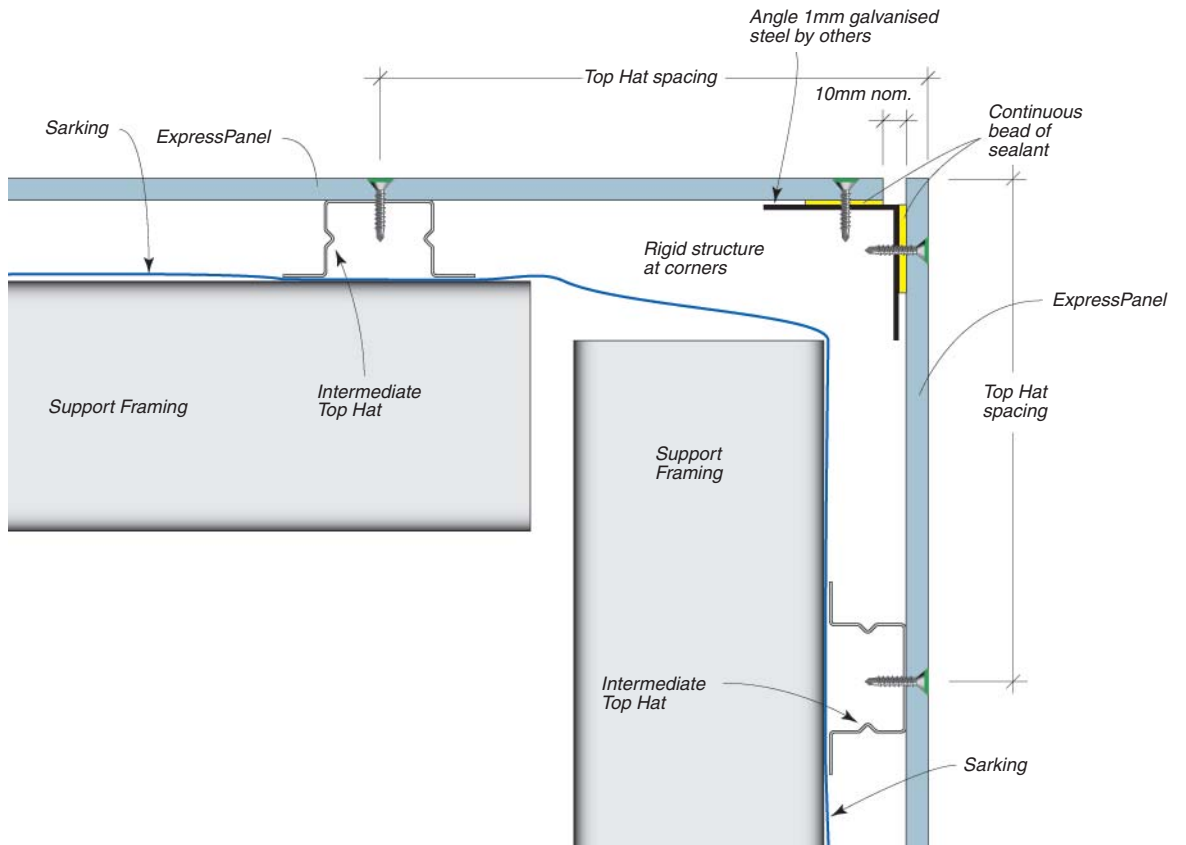 Angle 1mm galvanised
steel by others
Top Hat spacing
10mm nom.
Continuous
bead of
sealant
Sarking
ExpressPanel
Rigid structure
at corners
ExpressPanel
Intermediate
Top Hat
Support Framing
Top Hat
spacing
Support
Framing
Intermediate
Top Hat
Sarking